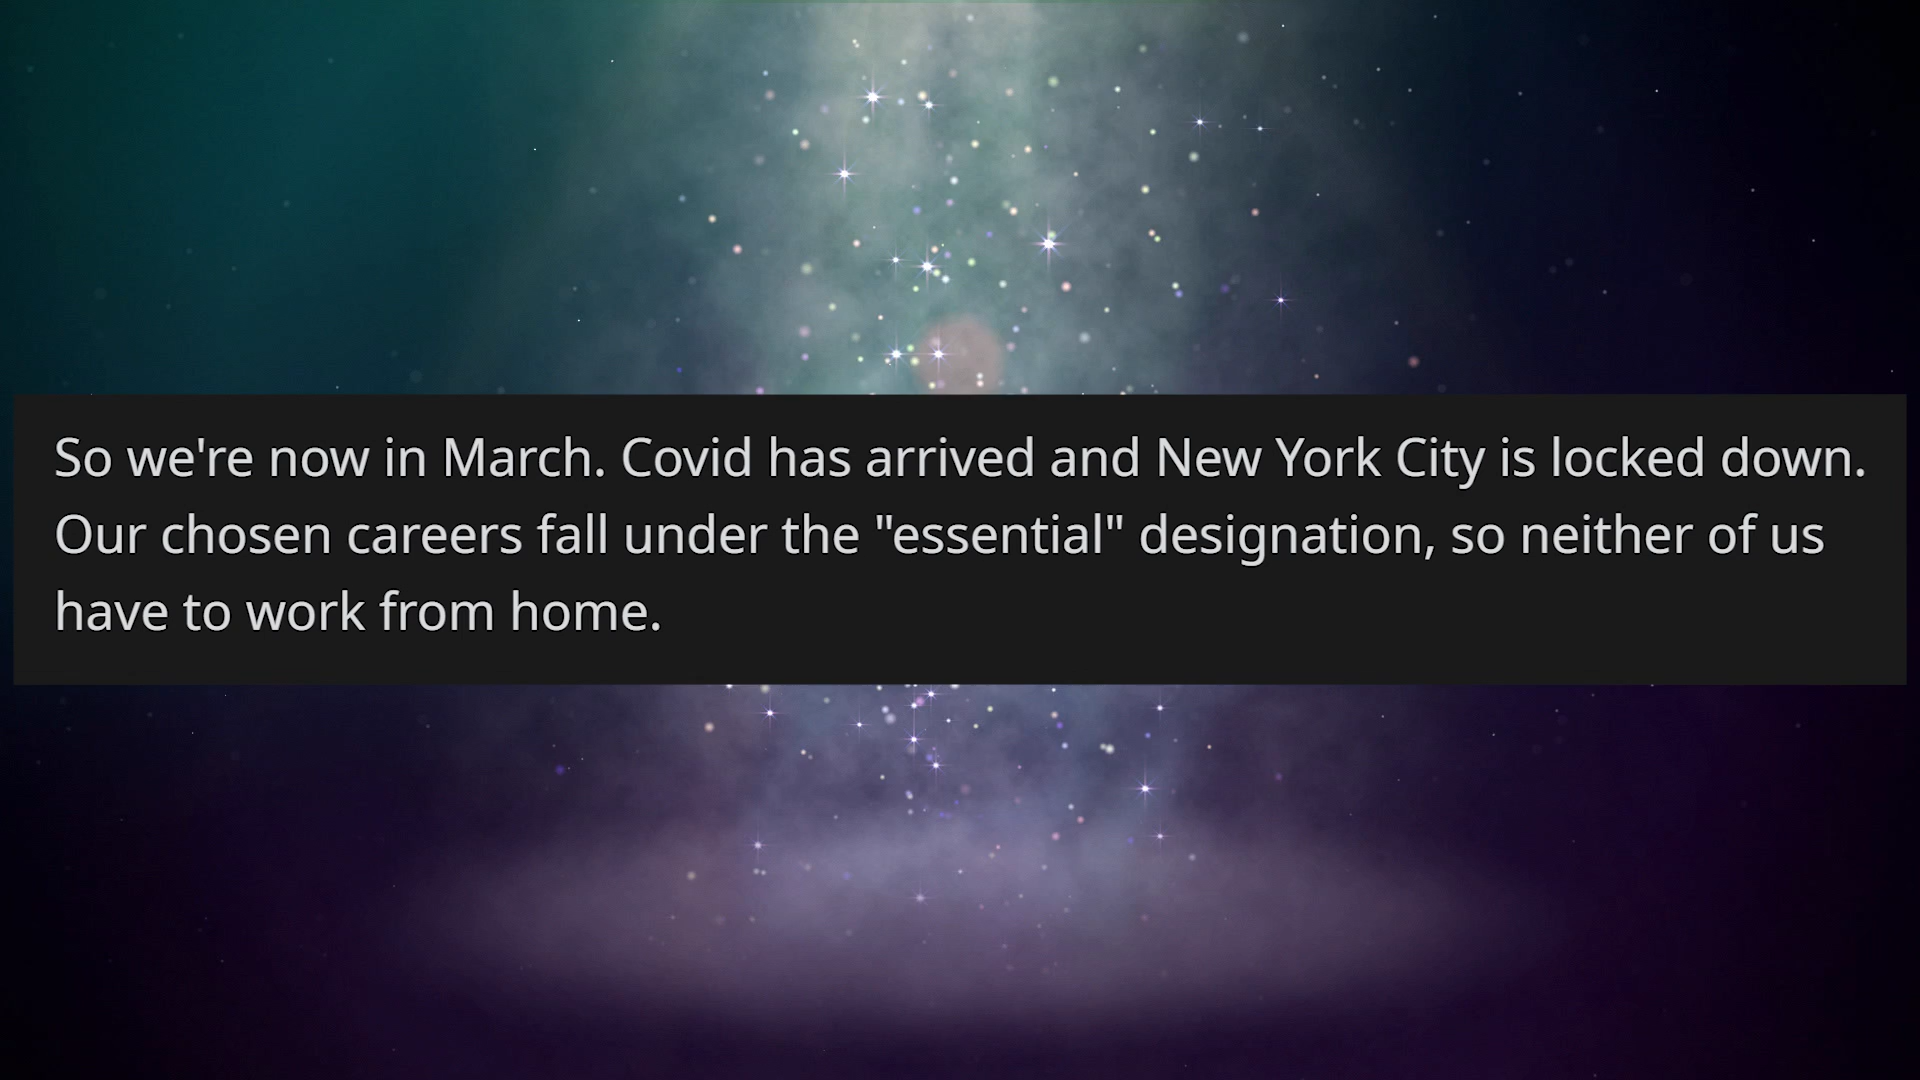 So we're now in March. Covid has arrived and New York City is locked down.
Our chosen careers fall under the "essential" designation, so neither of us
have to work from home.